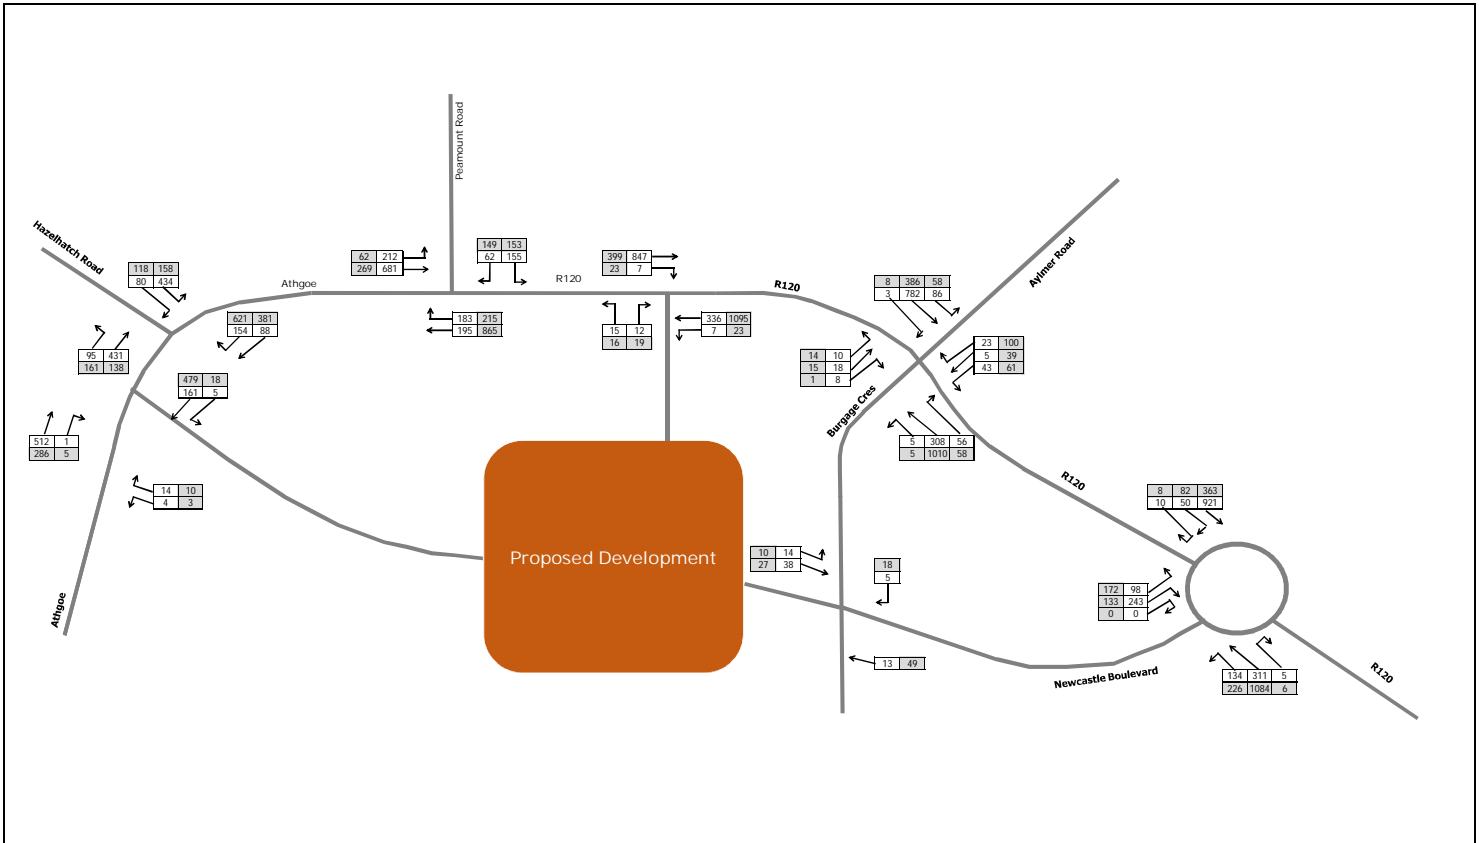 Peamount Road
Hazelhatch Road
Aylmer Road
149 153
62 155
62 212
269 681
399 847
23 7
118 158
80 434
Athgoe
R120
R120
8 386 58
3 782 86
621 381
154 88
183 215
195 865
15 12
16 19
336 1095
7 23
95 431
161 138
14 10
15 18
1 8
23 100
5 39
43 61
479 18
161 5
Burgage Cres
512 1
286 5
5 308 56
5 1010 58
R120
14 10
4 3
8 82 363
10 50 921
Proposed Development
10 14
27 38
18
5
172 98
133 243
0 0
Athgoe
13 49
Newcastle Boulevard
134 311 5
226 1084 6
R120